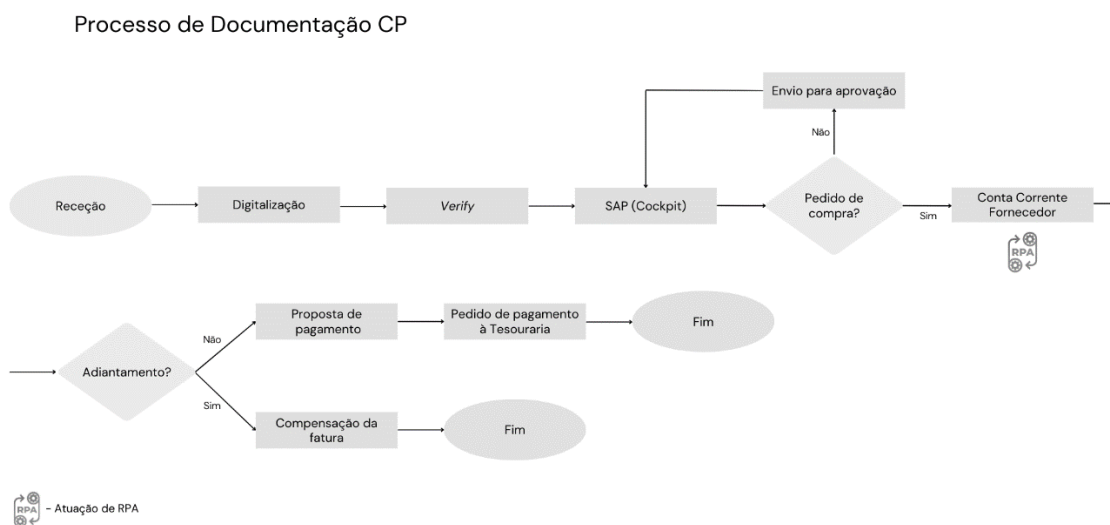 Processo de Documentação CP
Envio para aprovação
Não
Receção
Digitalização
Verify
SAP (Cockpit)
Pedido de
compra?
Sim
Conta Corrente
Fornecedor
RPA
Adiantamento?
Não
Proposta de
pagamento
Pedido de pagamento
à Tesouraria
Fim
Sim
Compensação da
fatura
Fim
RPA - Atuação de RPA